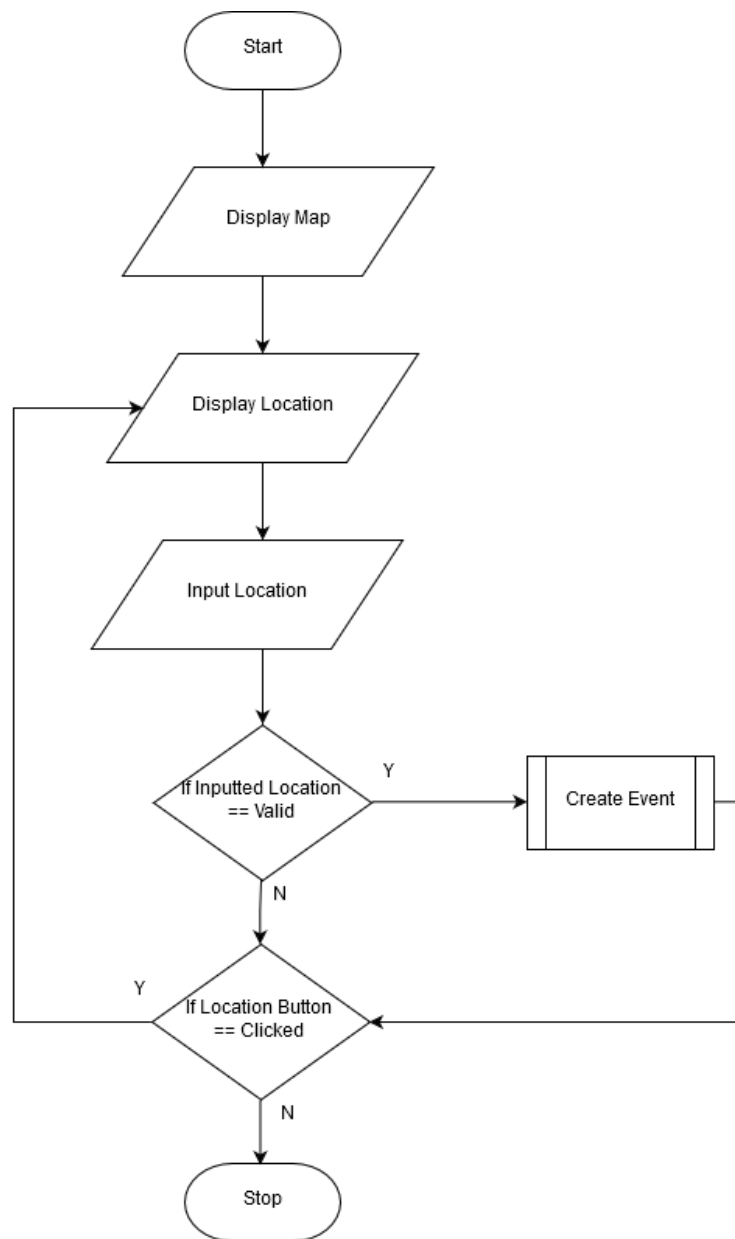 Start
Display Map
Display Location
Input Location
If Inputted Location
== Valid
Y
Create Event
N
Y
If Location Button
== Clicked
N
Stop